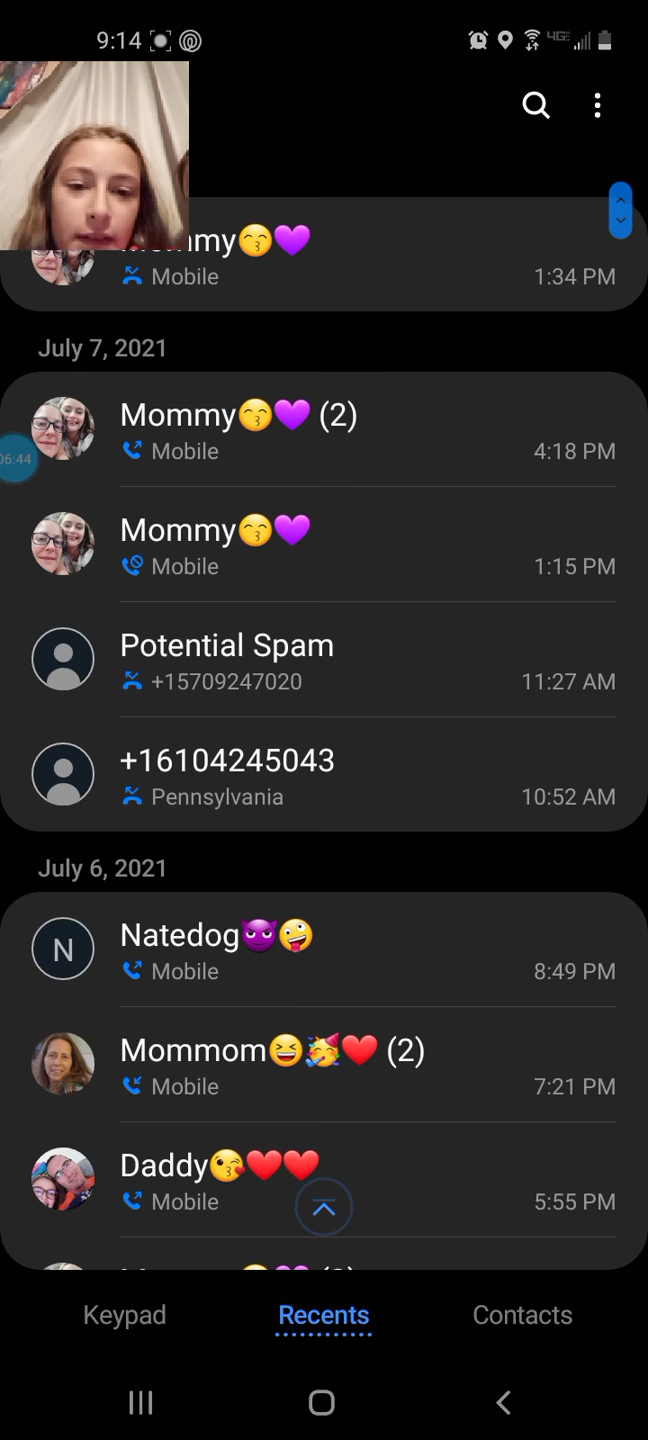 9:14 4GE
Mommy😙💜
Mobile 1:34 PM
July 7, 2021
Mommy😙💜 (2)
06:44
Mobile 4:18 PM
Mommy😙💜
Mobile 1:15 PM
Potential Spam
+15709247020 11:27 AM
+16104245043
Pennsylvania 10:52 AM
July 6, 2021
N
Natedog😈🤪
Mobile 8:49 PM
Mommom😆🥳❤️ (2)
Mobile 7:21 PM
Daddy😘❤️❤️
Mobile 5:55 PM
Keypad Recents Contacts